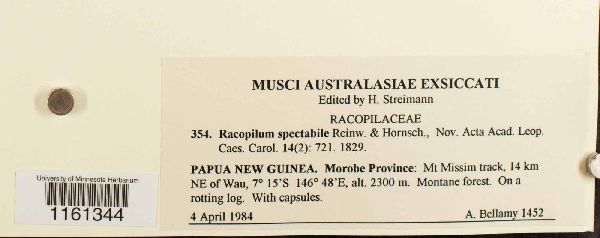 MUSCI AUSTRALASIAE EXSICCATI
Edited by H. Streimann
RACOPILACEAE
354. Racopilum spectabile Reinw. & Hornsch., Nov. Acta Acad. Leop.
Caes. Carol. 14(2): 721. 1829.
PAPUA NEW GUINEA. Morobe Province: Mt Missim track, 14 km
NE of Wau, 7° 15'S 146° 48'E, alt. 2300 m. Montane forest. On a
rotting log. With capsules.
4 April 1984 A. Bellamy 1452
University of Minnesota Herbarium
1161344